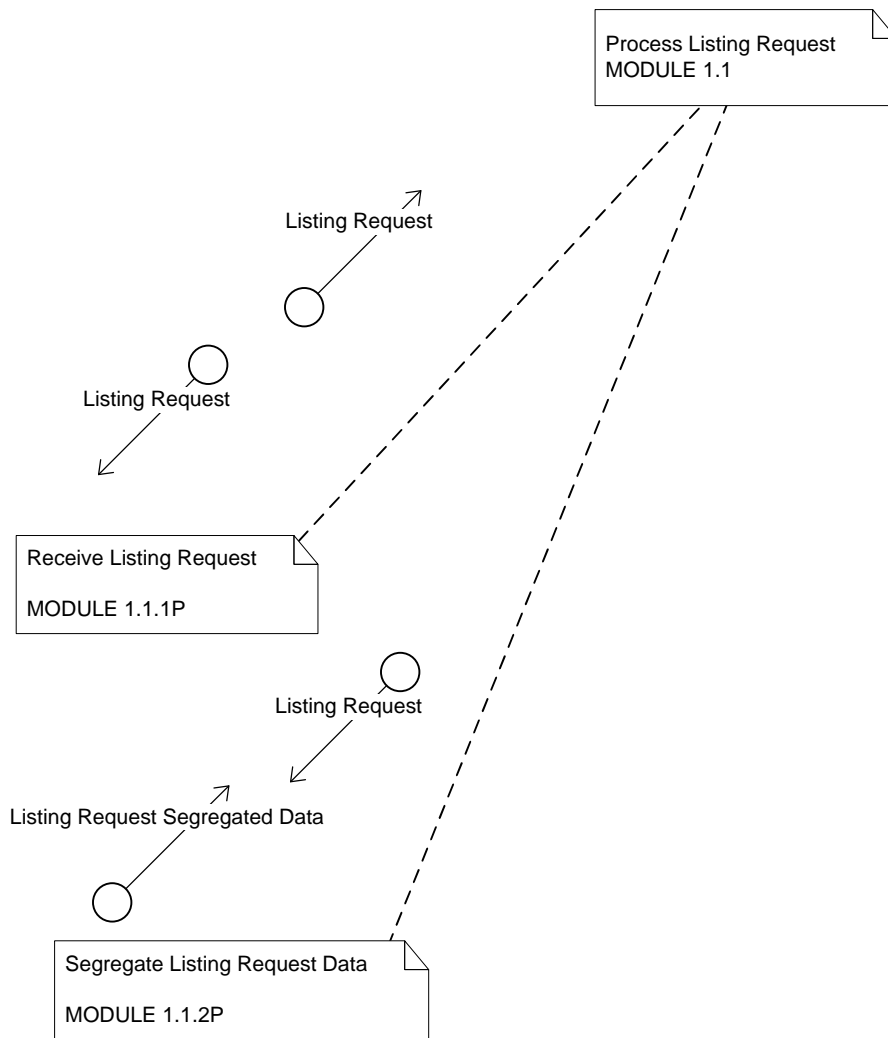 Process Listing Request
MODULE 1.1
Listing Request
Listing Request
Receive Listing Request
MODULE 1.1.1P
Listing Request
Listing Request Segregated Data
Segregate Listing Request Data
MODULE 1.1.2P